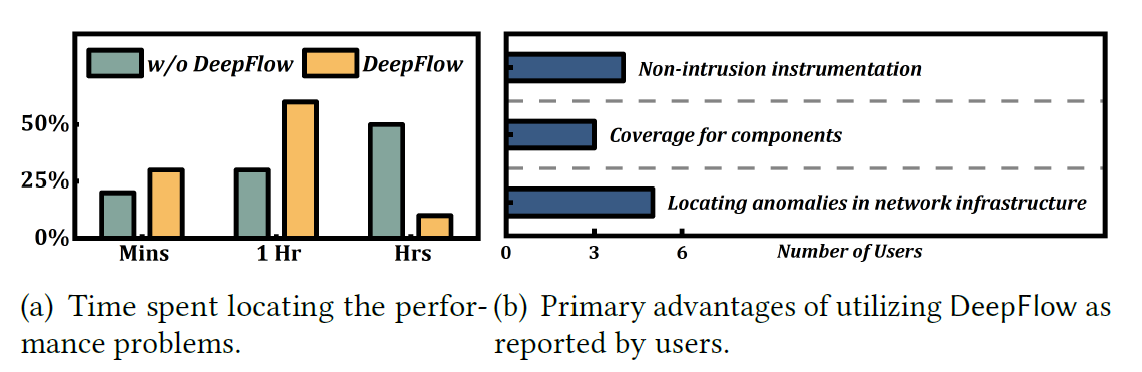 w/o DeepFlow
DeepFlow
50%
25%
0%
Mins
1 Hr
Hrs
Non-intrusion instrumentation
Coverage for components
Locating anomalies in network infrastructure
0
3
6
Number of Users
(a) Time spent locating the perfor-
mance problems.
(b) Primary advantages of utilizing DeepFlow as
reported by users.